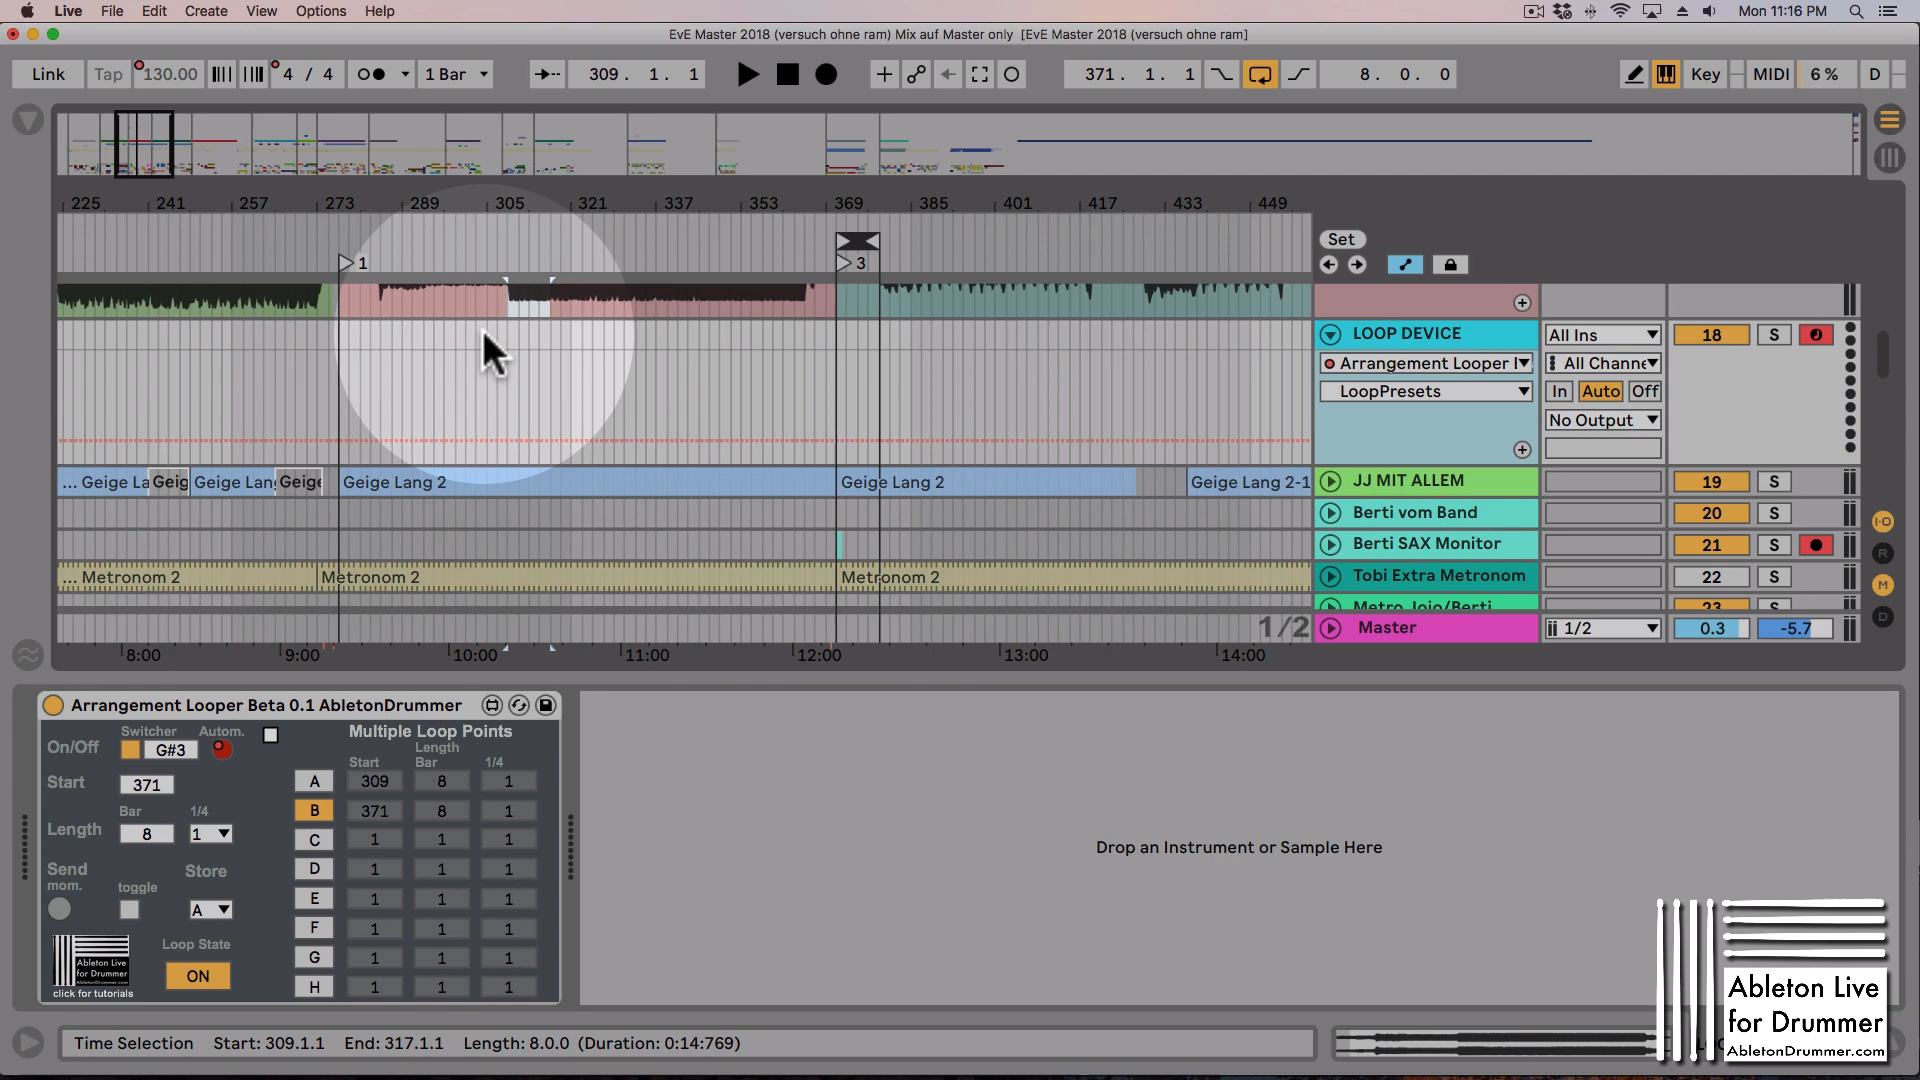 Live File Edit Create View Options Help Mon 11:16 PM
EvE Master 2018 (versuch ohne ram) Mix auf Master only [EvE Master 2018 (versuch ohne ram]
Link Tap 130.00 4 / 4 1 Bar 309. 1. 1 371. 1. 1 8. 0. 0 Key MIDI 6 % D
225 241 257 273 289 305 321 337 353 369 385 401 417 433 449
Set
1 3
LOOP DEVICE All Ins 18 S
Arrangement Looper All Channe
LoopPresets In Auto Off
No Output
... Geige La Geig Geige Lan Geige Geige Lang 2 Geige Lang 2 Geige Lang 2-1 JJ MIT ALLEM 19 S
Berti vom Band 20 S
Berti SAX Monitor 21 S
... Metronom 2 Metronom 2 Metronom 2 Tobi Extra Metronom 22 S
Metro Jojo/Berti 23 S
1/2 Master 1/2 0.3 -5.7
I·O
R
M
D
8:00 9:00 10:00 11:00 12:00 13:00 14:00
Arrangement Looper Beta 0.1 AbletonDrummer
Switcher Autom. Multiple Loop Points
On/Off G#3 Length
Start Bar 1/4
Start 371 A 309 8 1
Bar 1/4 B 371 8 1
Length 8 1 C 1 1 1
Send Store D 1 1 1
mom. toggle E 1 1 1
A F 1 1 1
Loop State G 1 1 1
ON H 1 1 1
Ableton Live
for Drummer
AbletonDrummer.com
click for tutorials
Drop an Instrument or Sample Here
Time Selection Start: 309.1.1 End: 317.1.1 Length: 8.0.0 (Duration: 0:14:769)
Ableton Live
for Drummer
AbletonDrummer.com